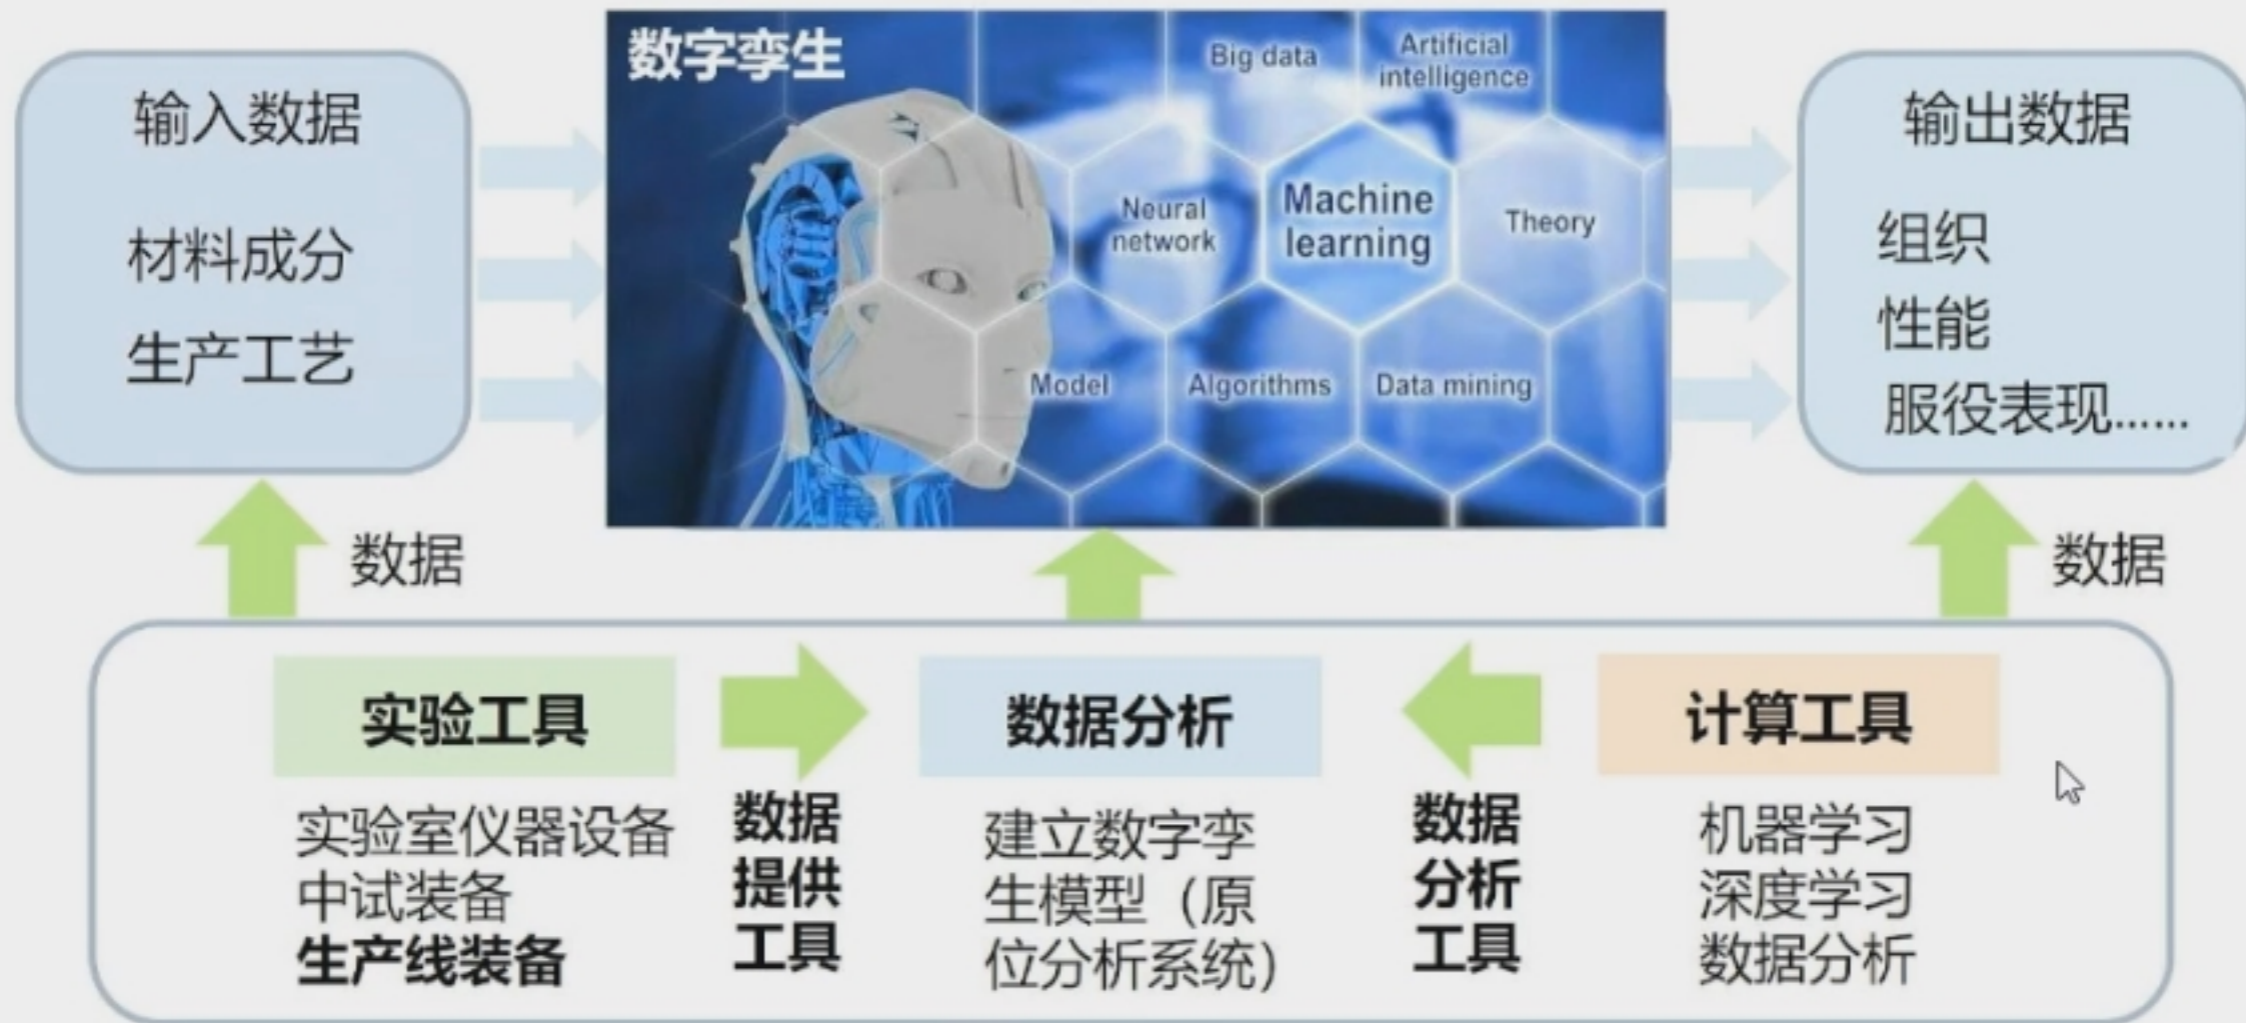 数字孪生
Big data
Artificial
intelligence
Neural
network
Machine
learning
Theory
Model
Algorithms
Data mining
输入数据
材料成分
生产工艺
输出数据
组织
性能
服役表现......
数据
数据
实验工具
实验室仪器设备
中试装备
生产线装备
数据
提供
工具
数据分析
建立数字孪
生模型（原
位分析系统）
数据
分析
工具
计算工具
机器学习
深度学习
数据分析